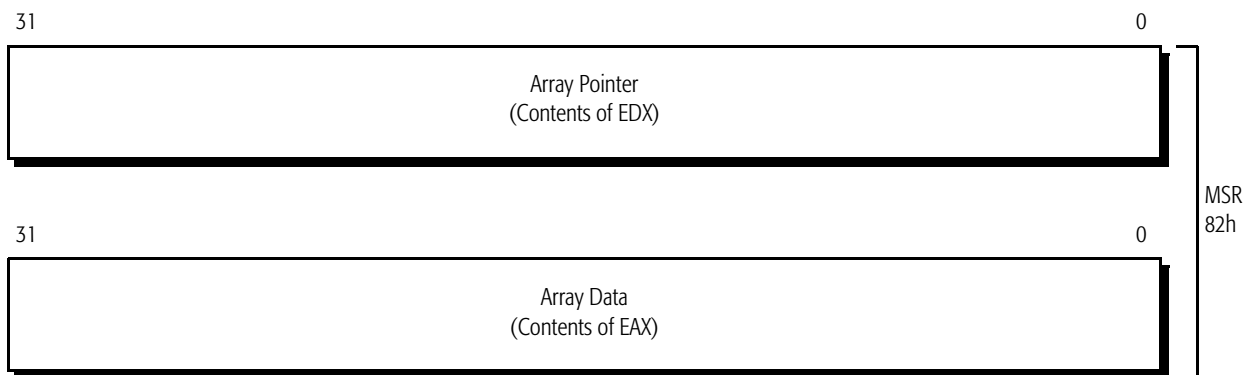 31 0
Array Pointer
(Contents of EDX)
MSR
82h
31 0
Array Data
(Contents of EAX)